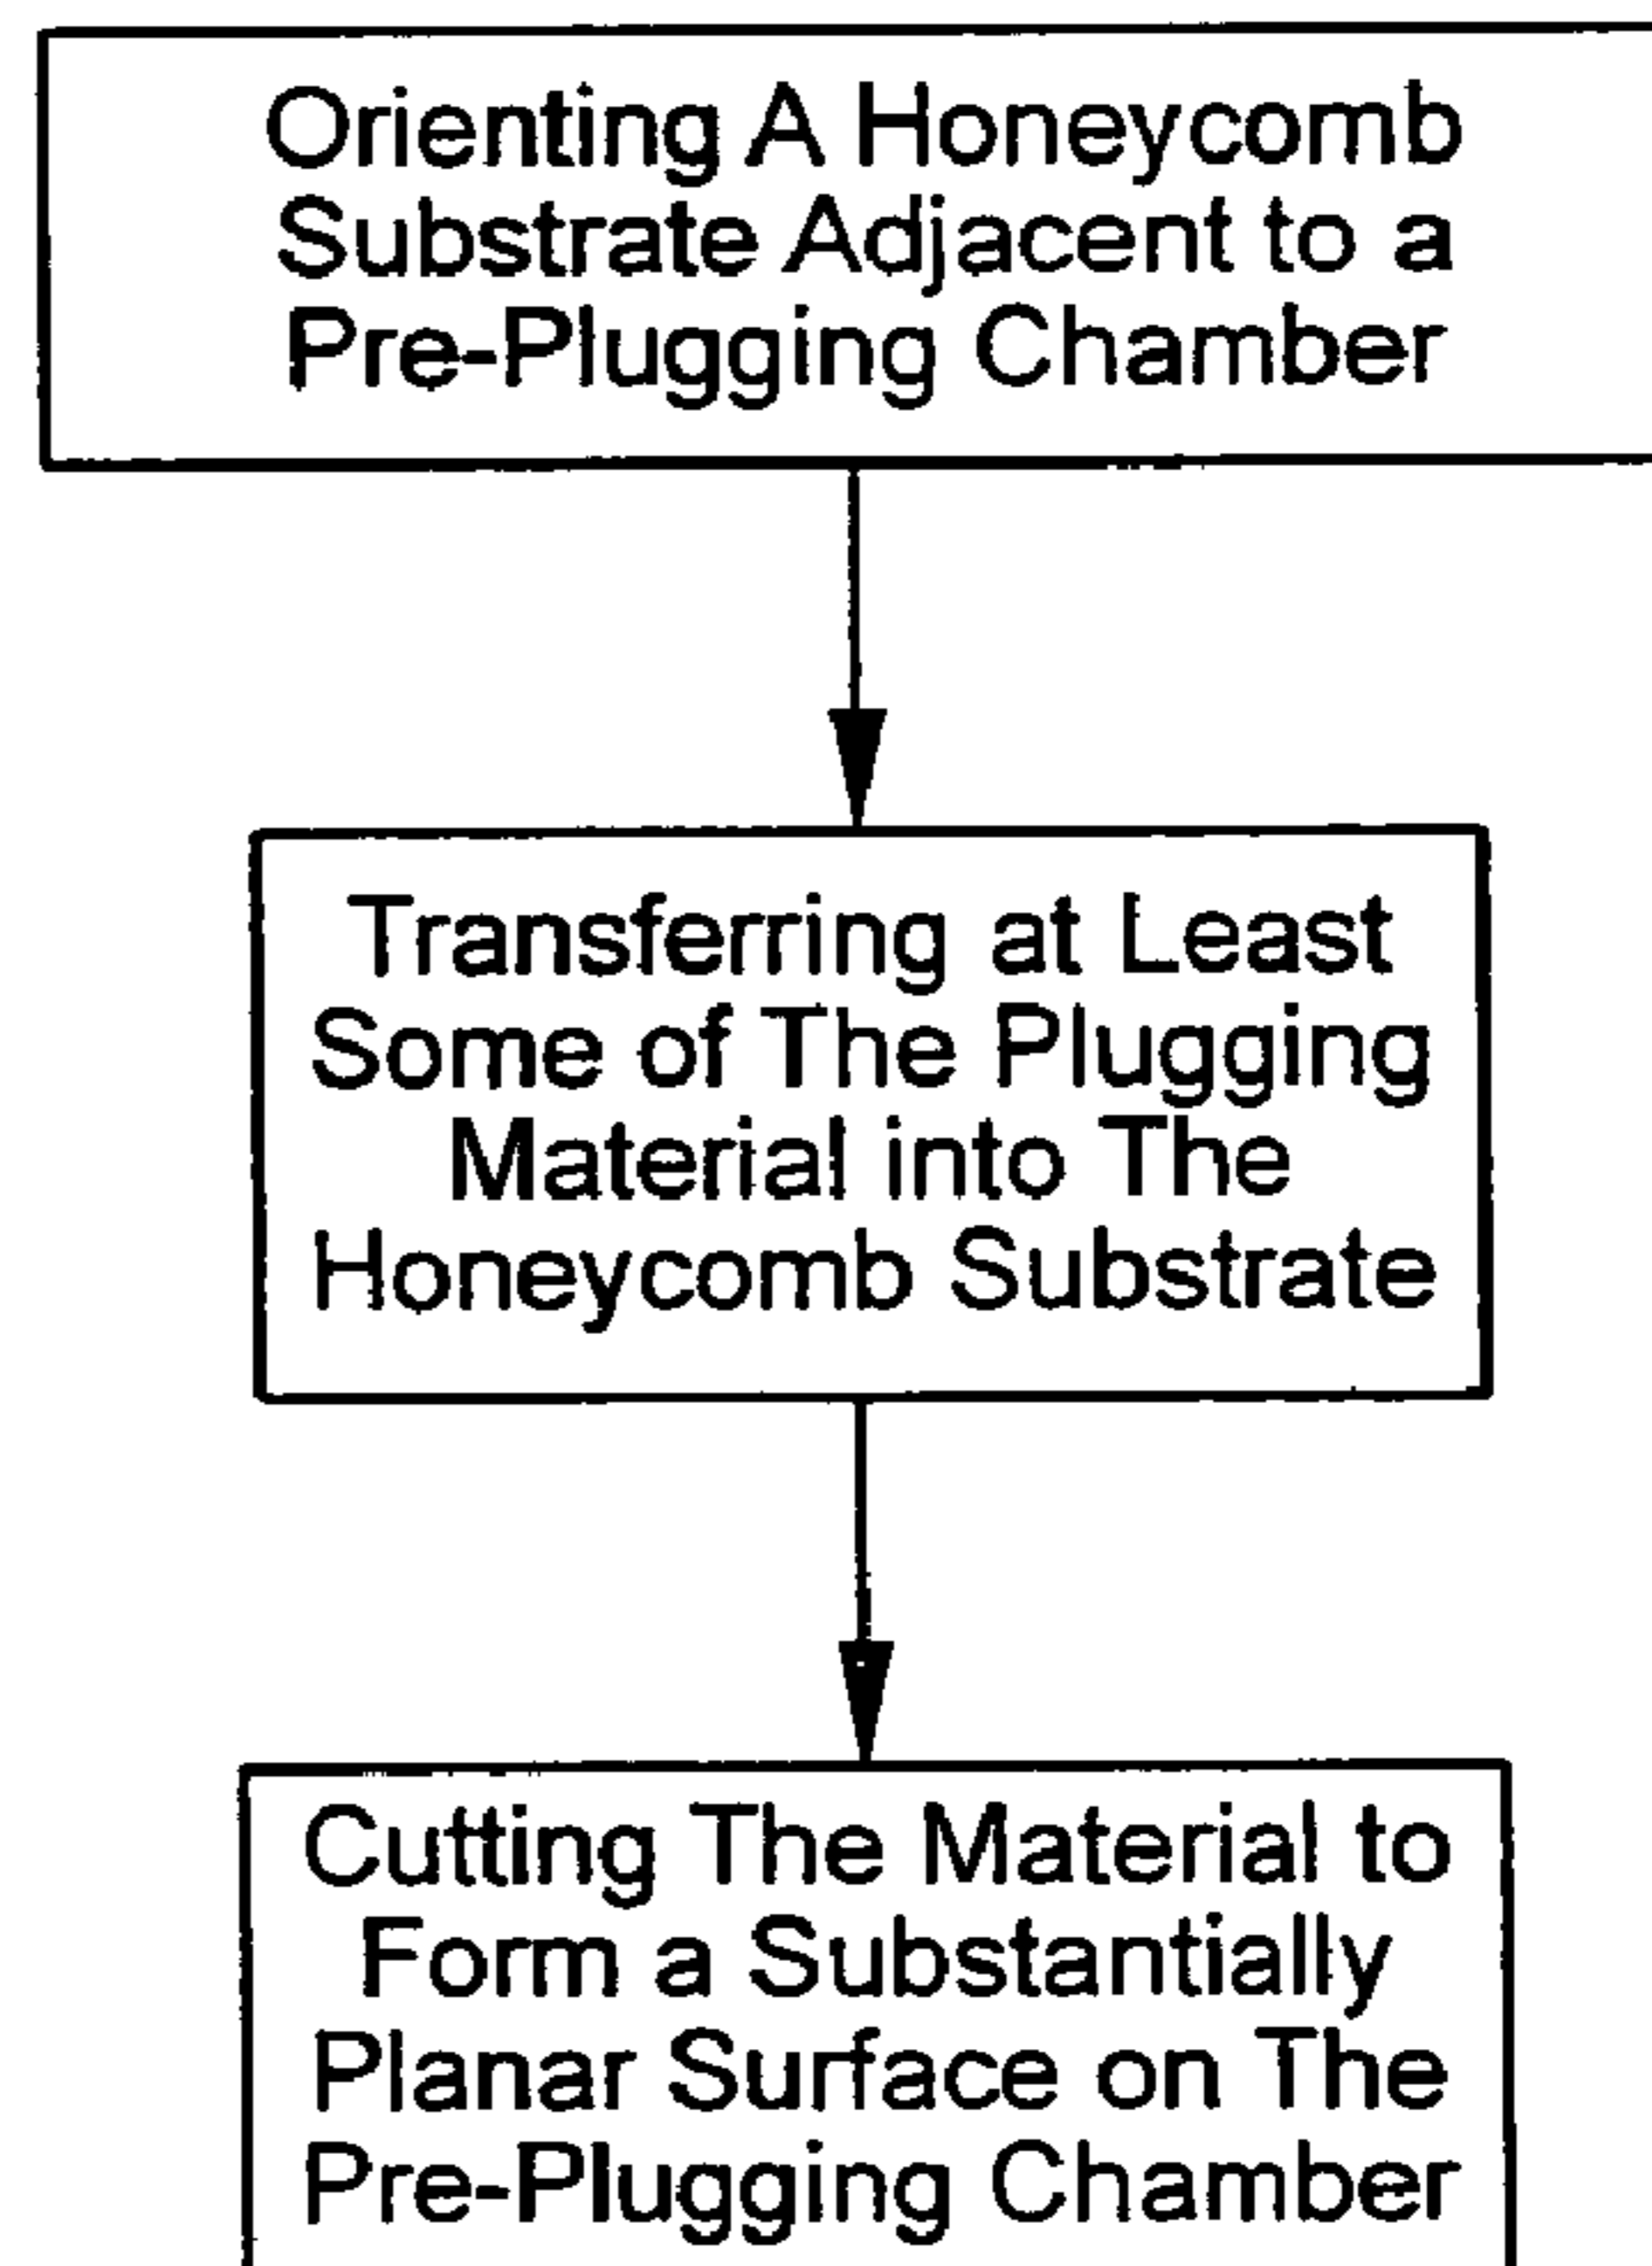 Orienting A Honeycomb
Substrate Adjacent to a
Pre-Plugging Chamber
Transferring at Least
Some of The Plugging
Material into The
Honeycomb Substrate
Cutting The Material to
Form a Substantially
Planar Surface on The
Pre-Plugging Chamber